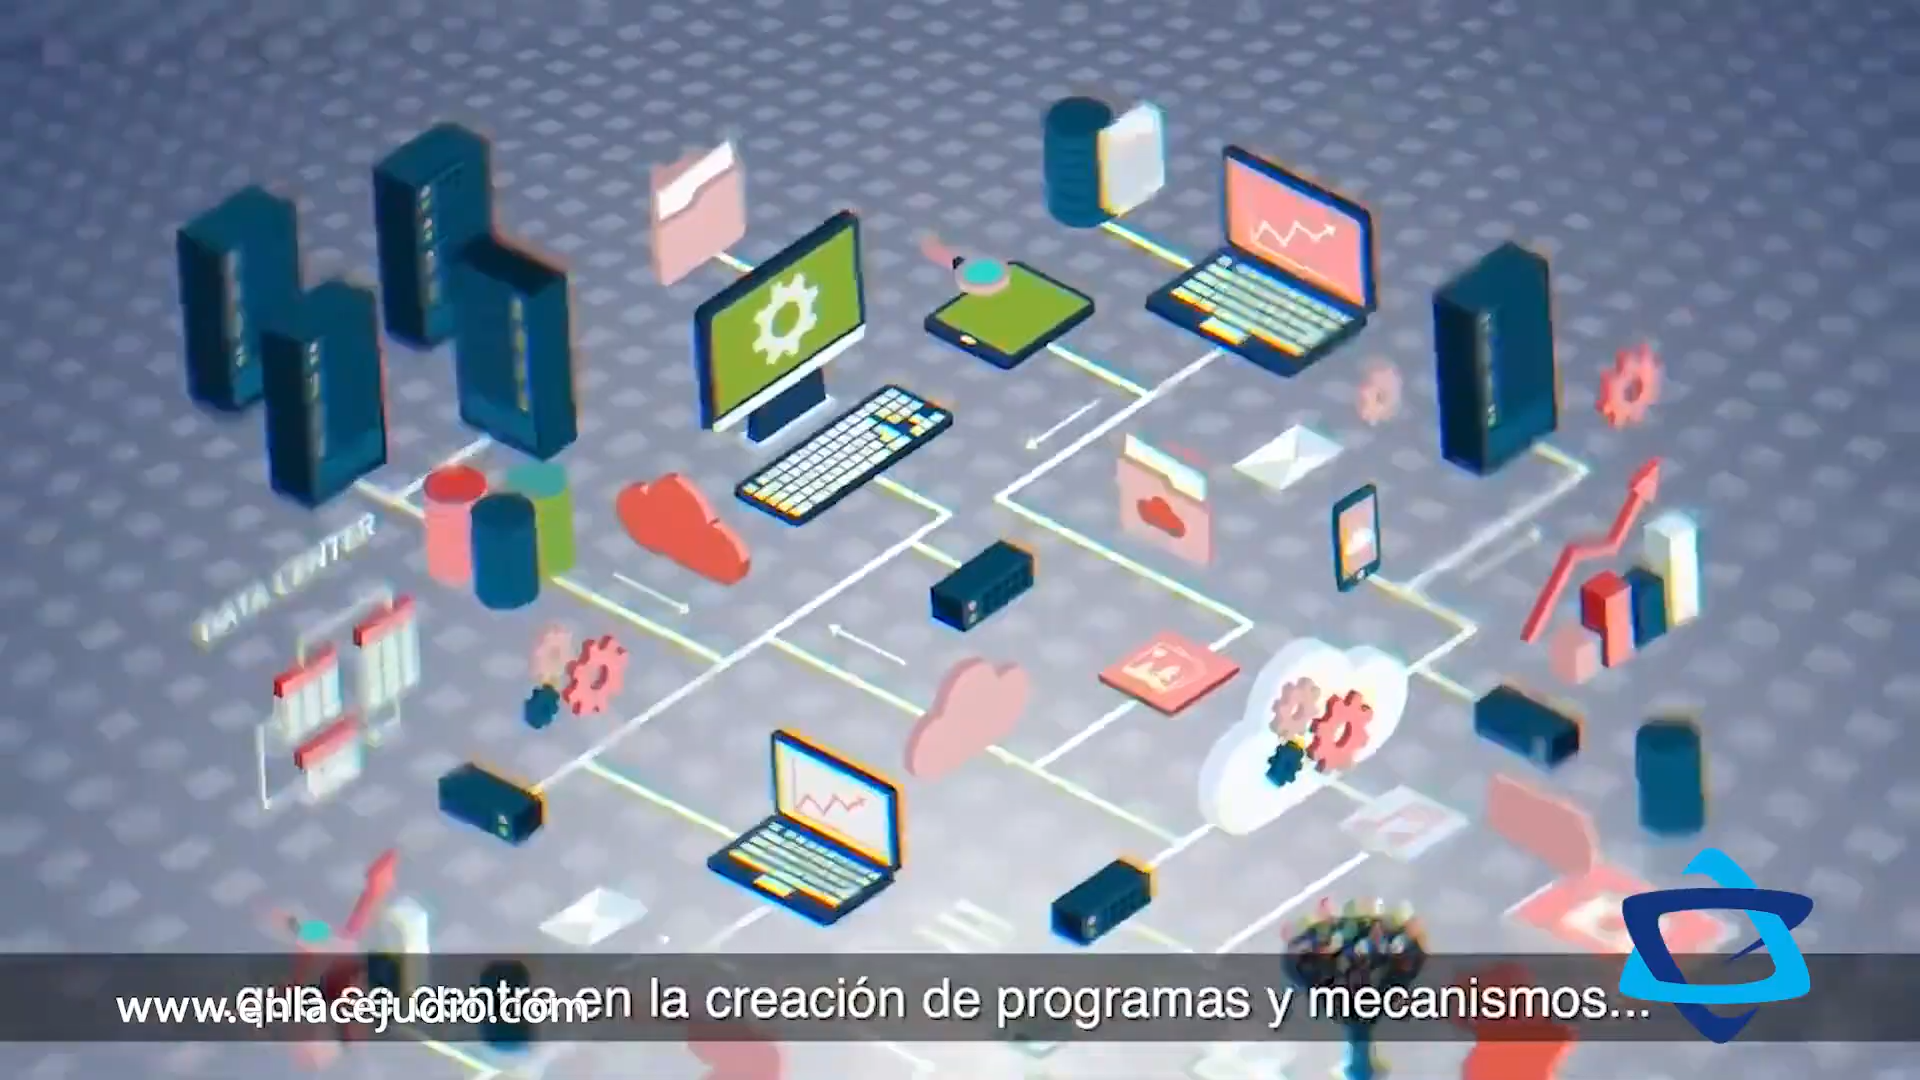 DATA CENTER
que se centra en la creación de programas y mecanismos...
www.enlacejudio.com